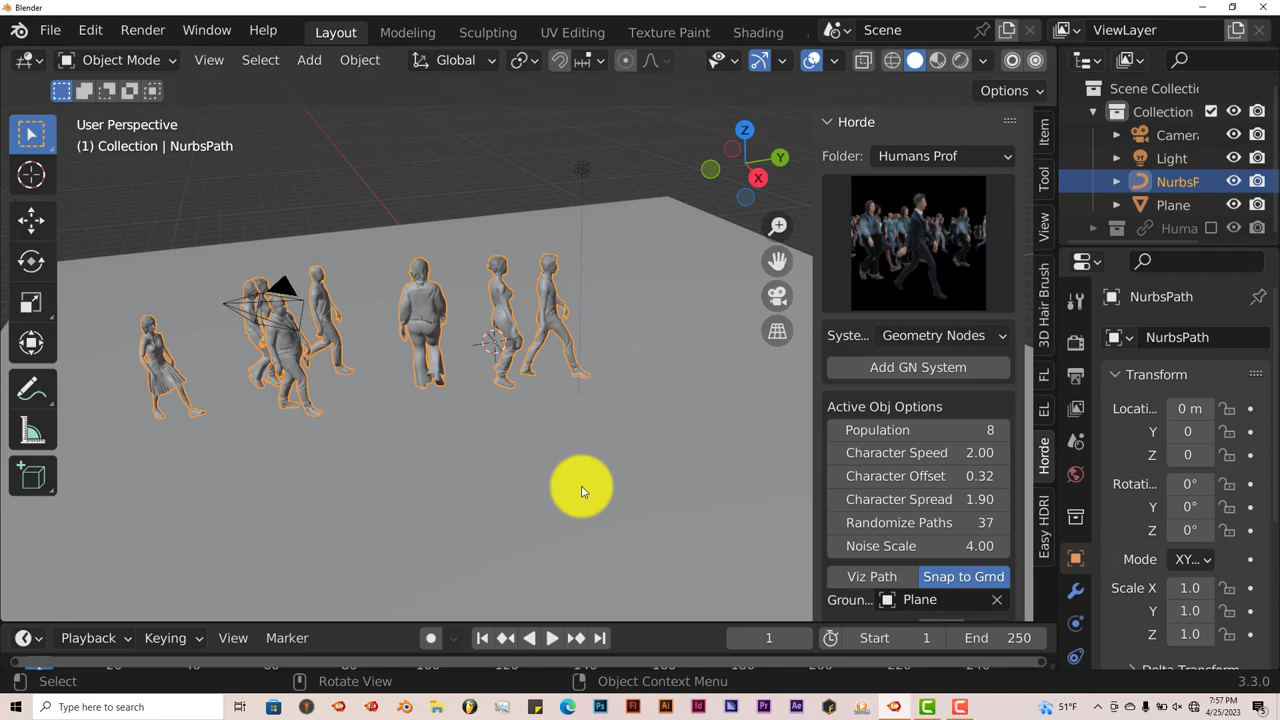 Blender
File Edit Render Window Help
Layout Modeling Sculpting UV Editing Texture Paint Shading
Scene
ViewLayer
Object Mode View Select Add Object
Global
Options
User Perspective
(1) Collection | NurbsPath
Z
Y
X
Horde
Folder: Humans Prof
Syste... Geometry Nodes
Add GN System
Active Obj Options
Population 8
Character Speed 2.00
Character Offset 0.32
Character Spread 1.90
Randomize Paths 37
Noise Scale 4.00
Viz Path Snap to Grnd
Groun... Plane
Item
Tool
View
3D Hair Brush
FL
EL
Horde
Easy HDRI
Scene Collectio
Collection
Camera
Light
NurbsP
Plane
Huma
NurbsPath
NurbsPath
Transform
Locati... 0 m
Y 0
Z 0
Rotati... 0°
Y 0°
Z 0°
Mode XY...
Scale X 1.0
Y 1.0
Z 1.0
Delta Transform
Playback Keying View Marker
1
Start 1 End 250
Select
Rotate View
Object Context Menu
3.3.0
Type here to search
51°F
7:57 PM
4/25/2023